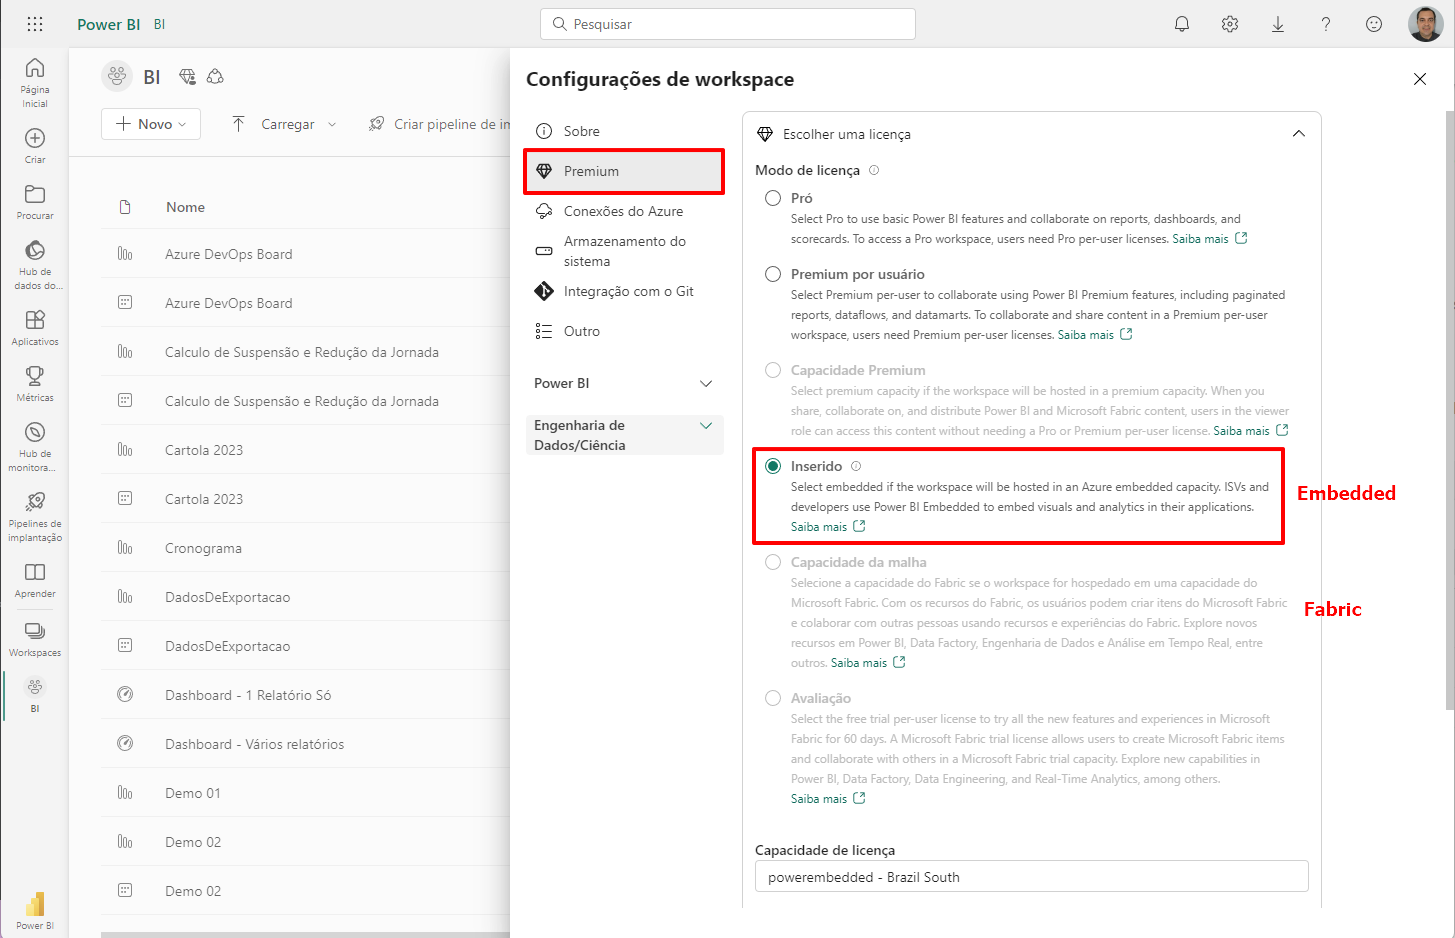 Power BI BI
Pesquisar
Página
Inicial
Criar
Procurar
Hub de
dados do...
Aplicativos
Métricas
Hub de
monitora...
Pipelines de
implantação
Aprender
Workspaces
BI
Power BI
BI
Novo
Carregar
Criar pipeline de im
Nome
Azure DevOps Board
Azure DevOps Board
Calculo de Suspensão e Redução da Jornada
Calculo de Suspensão e Redução da Jornada
Cartola 2023
Cartola 2023
Cronograma
DadosDeExportacao
DadosDeExportacao
Dashboard - 1 Relatório Só
Dashboard - Vários relatórios
Demo 01
Demo 02
Demo 02
Configurações de workspace
Sobre
Premium
Conexões do Azure
Armazenamento do
sistema
Integração com o Git
Outro
Power BI
Engenharia de
Dados/Ciência
Escolher uma licença
Modo de licença
Pró
Select Pro to use basic Power BI features and collaborate on reports, dashboards, and
scorecards. To access a Pro workspace, users need Pro per-user licenses. Saiba mais
Premium por usuário
Select Premium per-user to collaborate using Power BI Premium features, including paginated
reports, dataflows, and datamarts. To collaborate and share content in a Premium per-user
workspace, users need Premium per-user licenses. Saiba mais
Capacidade Premium
Select premium capacity if the workspace will be hosted in a premium capacity. When you
share, collaborate on, and distribute Power BI and Microsoft Fabric content, users in the viewer
role can access this content without needing a Pro or Premium per-user license. Saiba mais
Inserido
Select embedded if the workspace will be hosted in an Azure embedded capacity. ISVs and
developers use Power BI Embedded to embed visuals and analytics in their applications.
Saiba mais
Embedded
Capacidade da malha
Selecione a capacidade do Fabric se o workspace for hospedado em uma capacidade do
Microsoft Fabric. Com os recursos do Fabric, os usuários podem criar itens do Microsoft Fabric
e colaborar com outras pessoas usando recursos e experiências do Fabric. Explore novos
recursos em Power BI, Data Factory, Engenharia de Dados e Análise em Tempo Real, entre
outros. Saiba mais
Fabric
Avaliação
Select the free trial per-user license to try all the new features and experiences in Microsoft
Fabric for 60 days. A Microsoft Fabric trial license allows users to create Microsoft Fabric items
and collaborate with others in a Microsoft Fabric trial capacity. Explore new capabilities in
Power BI, Data Factory, Data Engineering, and Real-Time Analytics, among others.
Saiba mais
Capacidade de licença
powerembedded - Brazil South